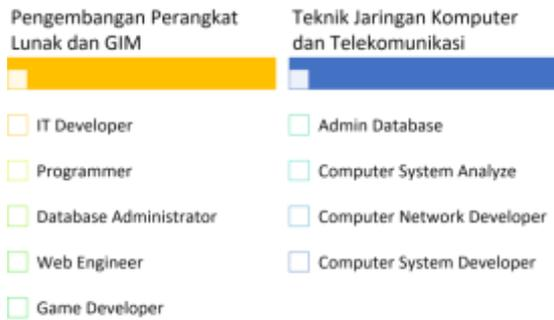 Pengembangan Perangkat
Lunak dan GIM
IT Developer
Programmer
Database Administrator
Web Engineer
Game Developer
Teknik Jaringan Komputer
dan Telekomunikasi
Admin Database
Computer System Analyze
Computer Network Developer
Computer System Developer